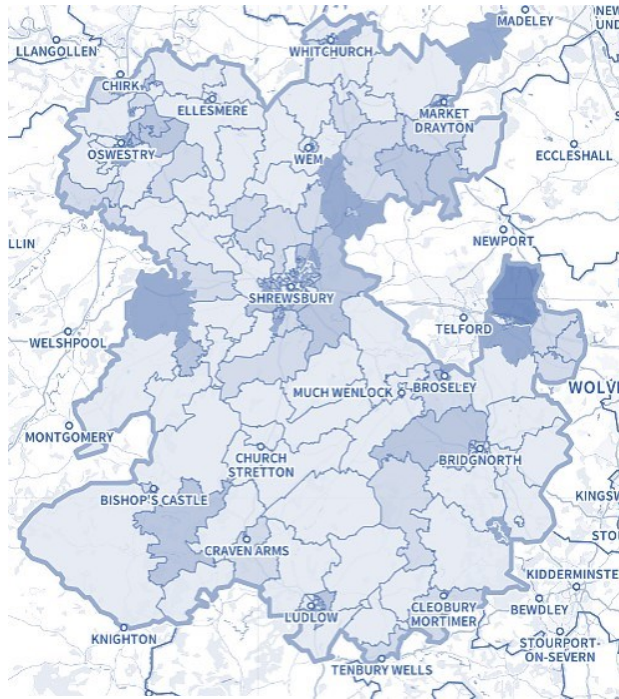 MADELEY
NEW
UND
LLANGOLLEN
WHITCHURCH
CHIRK
ELLESMERE
MARKET
DRAYTON
OSWESTRY
WEM
ECCLESHALL
LLIN
NEWPORT
SHREWSBURY
TELFORD
WELSHPOOL
MUCH WENLOCK
BROSELEY
WOLV
MONTGOMERY
CHURCH
STRETTON
BRIDGNORTH
BISHOP'S CASTLE
KINGSW
STOU
CRAVEN ARMS
KIDDERMINSTE
LUDLOW
CLEOBURY
MORTIMER
BEWDLEY
KNIGHTON
STOURPORT-
ON-SEVERN
TENBURY WELLS